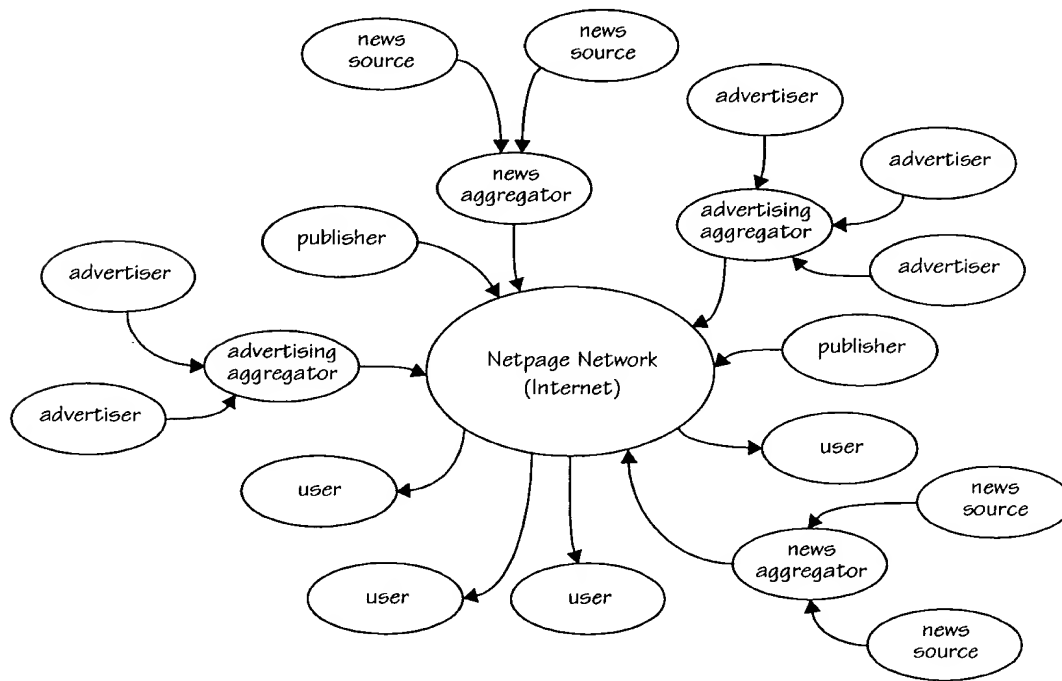 news
source
news
source
advertiser
advertiser
news
aggregator
advertising
aggregator
publisher
advertiser
advertiser
advertising
aggregator
Netpage Network
(Internet)
publisher
advertiser
user
user
news
source
news
aggregator
user
user
news
source